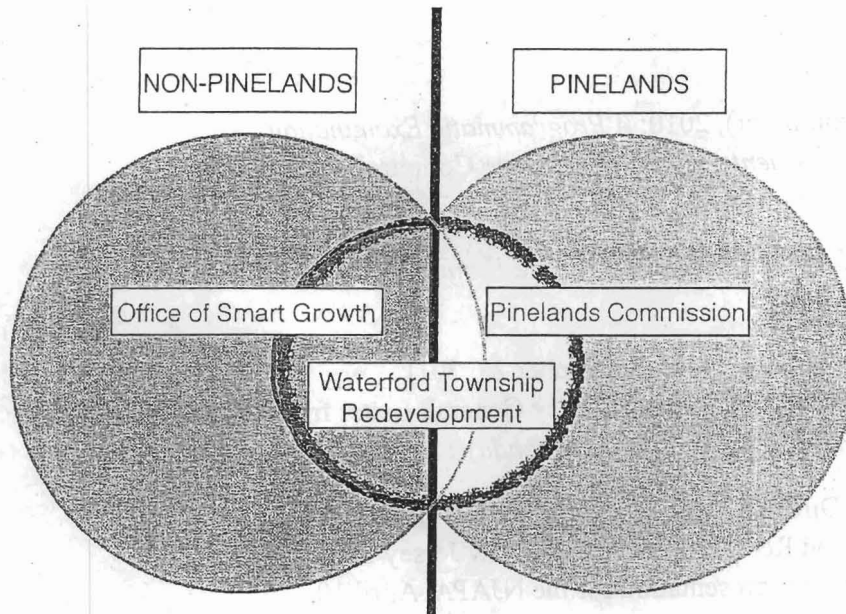 NON-PINELANDS
PINELANDS
Office of Smart Growth
Pinelands Commission
Waterford Township
Redevelopment